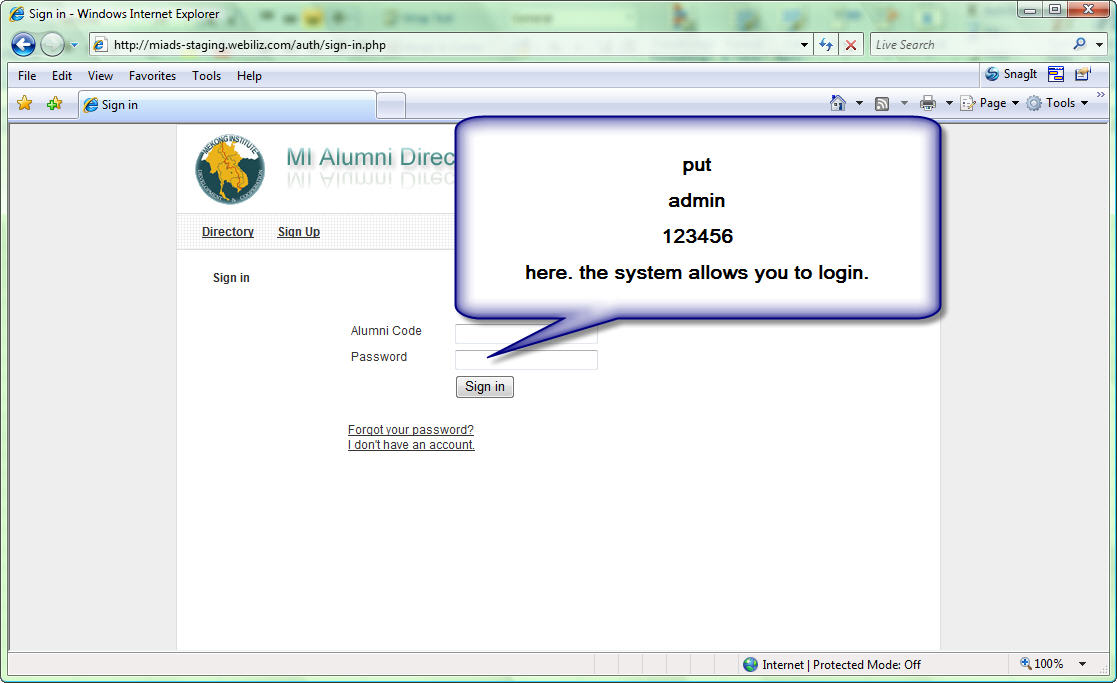 Sign in - Windows Internet Explorer
http://miads-staging.webiliz.com/auth/sign-in.php
Live Search
File Edit View Favorites Tools Help
SnagIt
Sign in
Page Tools
MEKONG INSTITUTE
DEVELOPMENT & COOPERATION
MI Alumni Direc
put
admin
123456
here. the system allows you to login.
Directory Sign Up
Sign in
Alumni Code
Password
Sign in
Forgot your password?
I don't have an account.
Internet | Protected Mode: Off
100%